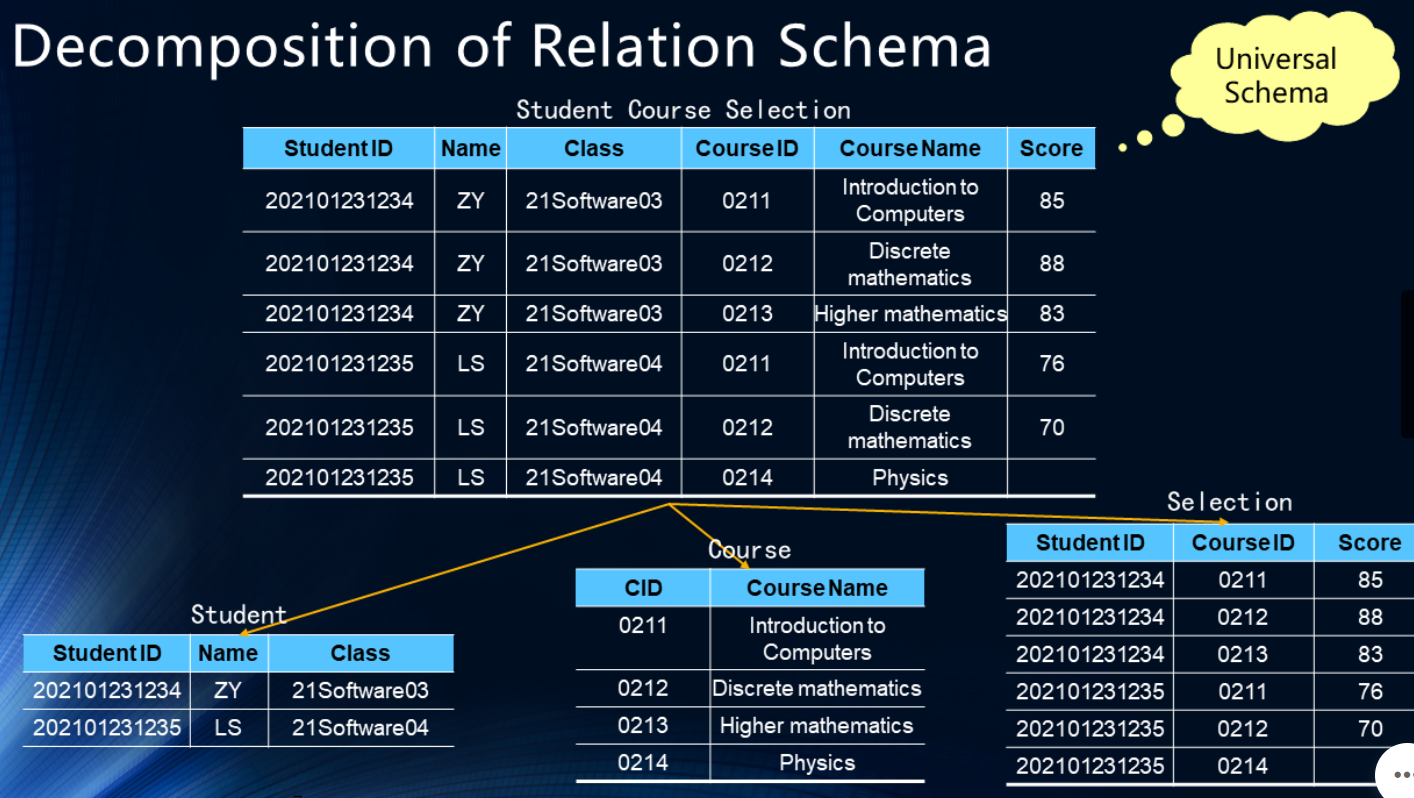 Decomposition of Relation Schema
Universal
Schema
Student Course Selection
Student ID Name Class Course ID Course Name Score
202101231234 ZY 21Software03 0211 Introduction to Computers 85
202101231234 ZY 21Software03 0212 Discrete mathematics 88
202101231234 ZY 21Software03 0213 Higher mathematics 83
202101231235 LS 21Software04 0211 Introduction to Computers 76
202101231235 LS 21Software04 0212 Discrete mathematics 70
202101231235 LS 21Software04 0214 Physics
Student
Student ID Name Class
202101231234 ZY 21Software03
202101231235 LS 21Software04
Course
CID Course Name
0211 Introduction to Computers
0212 Discrete mathematics
0213 Higher mathematics
0214 Physics
Selection
Student ID Course ID Score
202101231234 0211 85
202101231234 0212 88
202101231234 0213 83
202101231235 0211 76
202101231235 0212 70
202101231235 0214